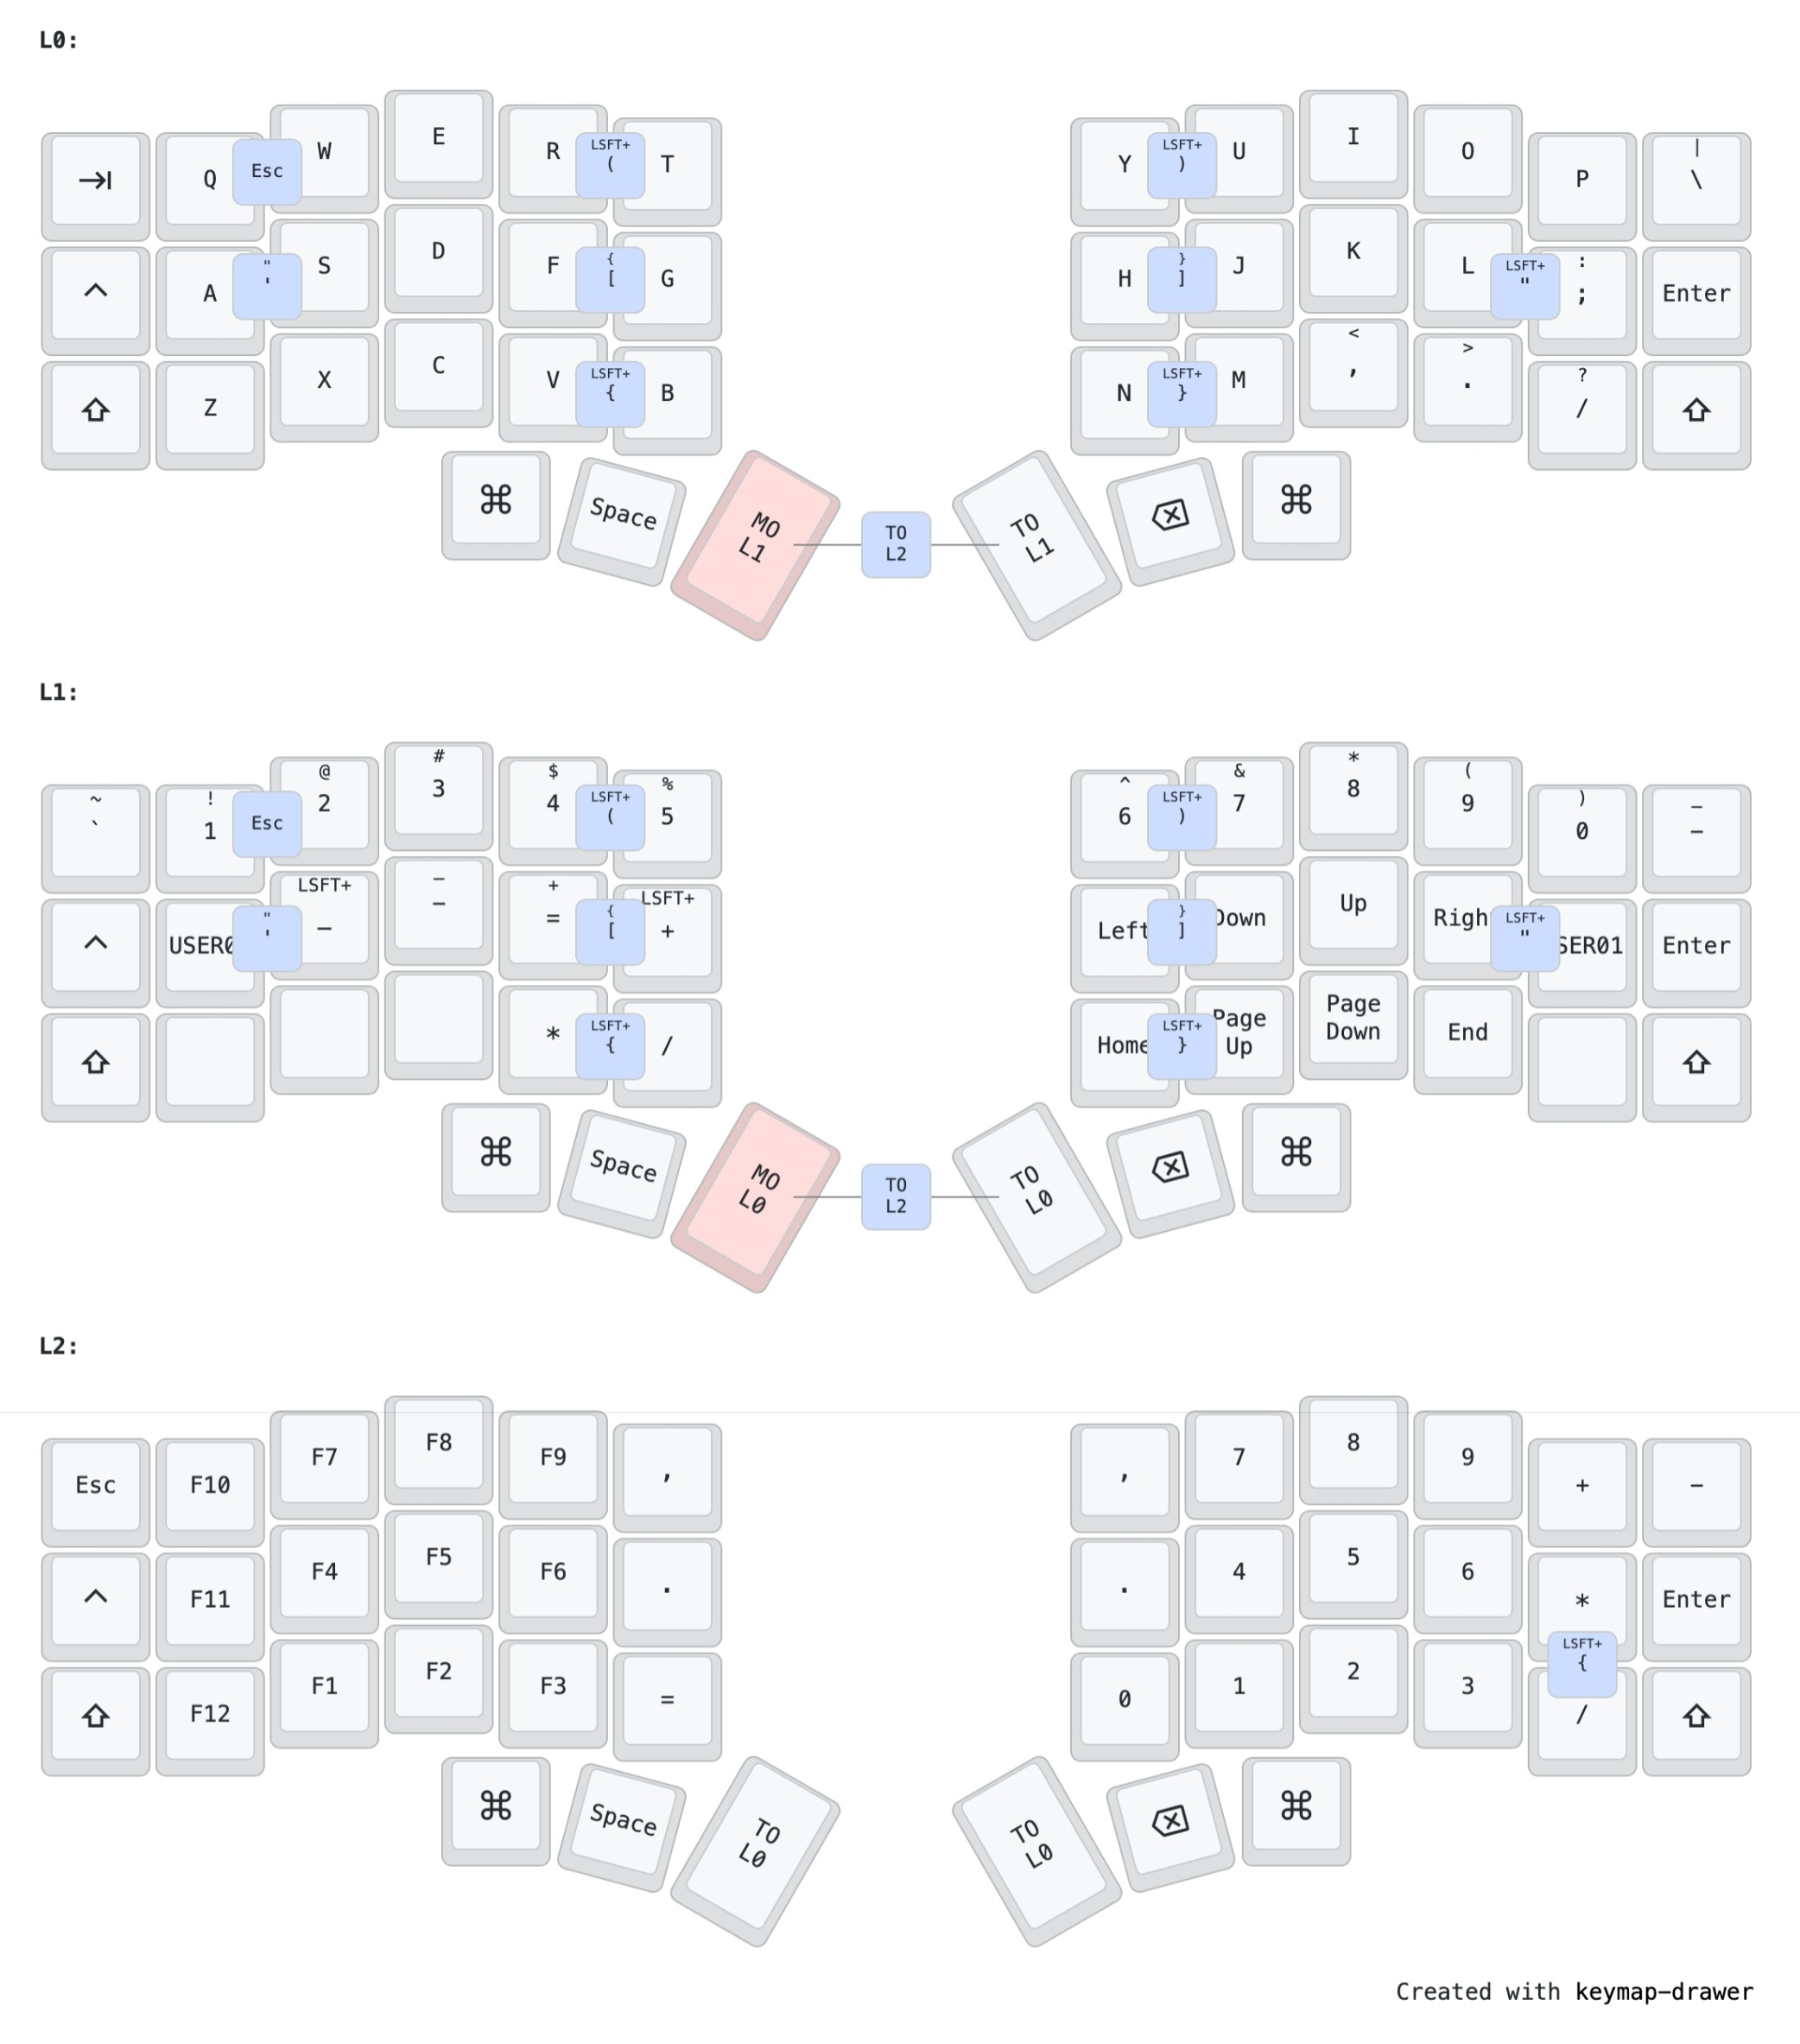 L0:
Q Esc W E R LSFT+ ( T Y LSFT+ ) U I O P | \
A " ' S D F { [ G H } ] J K L LSFT+ " : ; Enter
Z X C V LSFT+ { B N LSFT+ } M < , > . ? /
⌘ Space MO L1 TO L2 TO L1 ⌘
L1:
~ ` ! 1 Esc @ 2 # 3 $ 4 LSFT+ ( % 5 ^ 6 LSFT+ ) & 7 * 8 ( 9 ) 0 _ -
USER0 " ' LSFT+ _ _ - + = { [ LSFT+ + Left } ] Down Up Righ LSFT+ " SER01 Enter
* LSFT+ { / Home LSFT+ } Page Up Page Down End
⌘ Space MO L0 TO L2 TO L0 ⌘
L2:
Esc F10 F7 F8 F9 , , 7 8 9 + -
F11 F4 F5 F6 . . 4 5 6 * Enter
F12 F1 F2 F3 = 0 1 2 3 LSFT+ { /
⌘ Space TO L0 TO L0 ⌘
Created with keymap-drawer